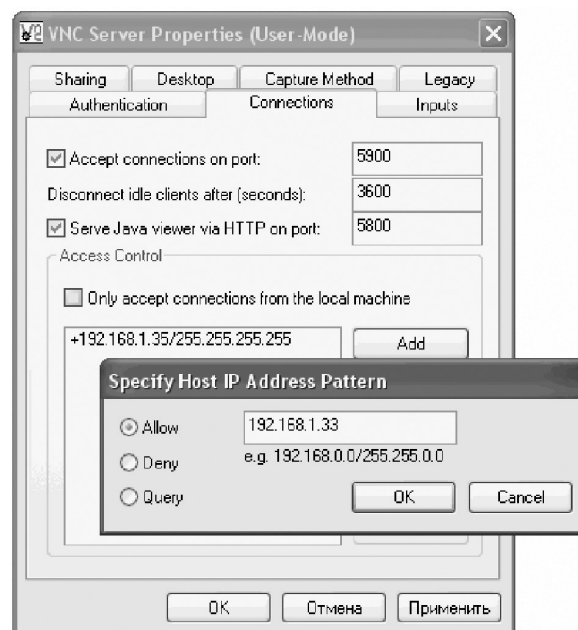 VNC Server Properties (User-Mode)
Sharing Desktop Capture Method Legacy
Authentication Connections Inputs
Accept connections on port: 5900
Disconnect idle clients after (seconds): 3600
Serve Java viewer via HTTP on port: 5800
Access Control
Only accept connections from the local machine
+192.168.1.35/255.255.255.255 Add
Specify Host IP Address Pattern
Allow 192.168.1.33
Deny e.g. 192.168.0.0/255.255.0.0
Query OK Cancel
OK Отмена Применить